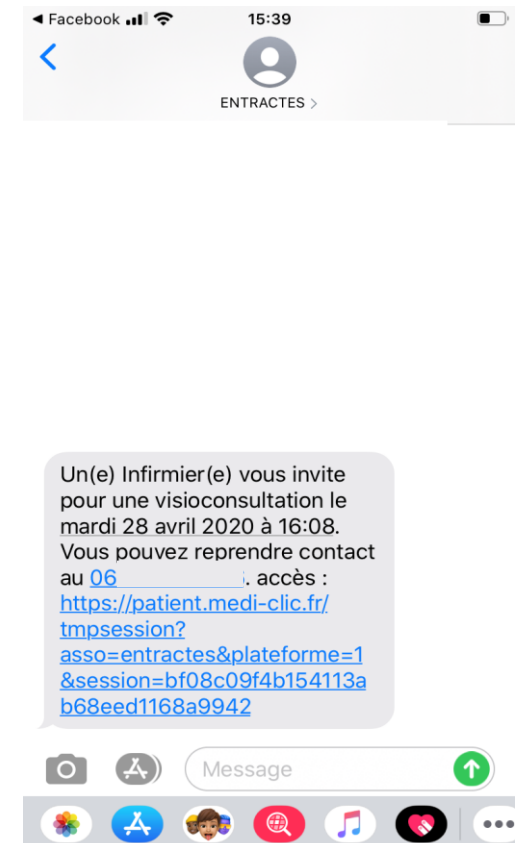 Facebook 15:39
ENTRACTES
Un(e) Infirmier(e) vous invite
pour une visioconsultation le
mardi 28 avril 2020 à 16:08.
Vous pouvez reprendre contact
au 06 . accès :
https://patient.medi-clic.fr/
tmpsession?
asso=entractes&plateforme=1
&session=bf08c09f4b154113a
b68eed1168a9942
Message